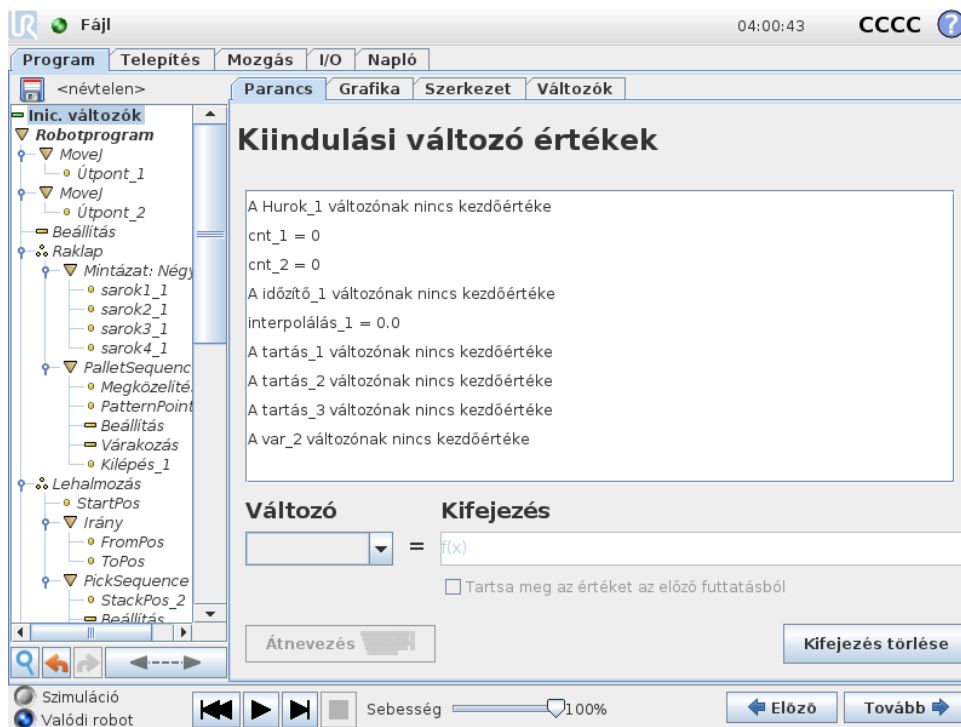 UR Fájl 04:00:43 CCCC ?
Program Telepítés Mozgás I/O Napló
<névtelen>
Parancs Grafika Szerkezet Változók
Inic. változók
Robotprogram
MoveJ
Útpont_1
MoveJ
Útpont_2
Beállítás
Raklap
Mintázat: Négy
sarok1_1
sarok2_1
sarok3_1
sarok4_1
PalletSequenc
Megközelítés
PatternPoint
Beállítás
Várakozás
Kilépés_1
Lehalmozás
StartPos
Irány
FromPos
ToPos
PickSequence
StackPos_2
Beállítás
Kiindulási változó értékek
A Hurok_1 változónak nincs kezdőértéke
cnt_1 = 0
cnt_2 = 0
A időzítő_1 változónak nincs kezdőértéke
interpolálás_1 = 0.0
A tartás_1 változónak nincs kezdőértéke
A tartás_2 változónak nincs kezdőértéke
A tartás_3 változónak nincs kezdőértéke
A var_2 változónak nincs kezdőértéke
Változó Kifejezés
= f(x)
Tartsa meg az értéket az előző futtatásból
Átnevezés
Kifejezés törlése
Szimuláció
Valódi robot
Sebesség 100%
Előző Tovább